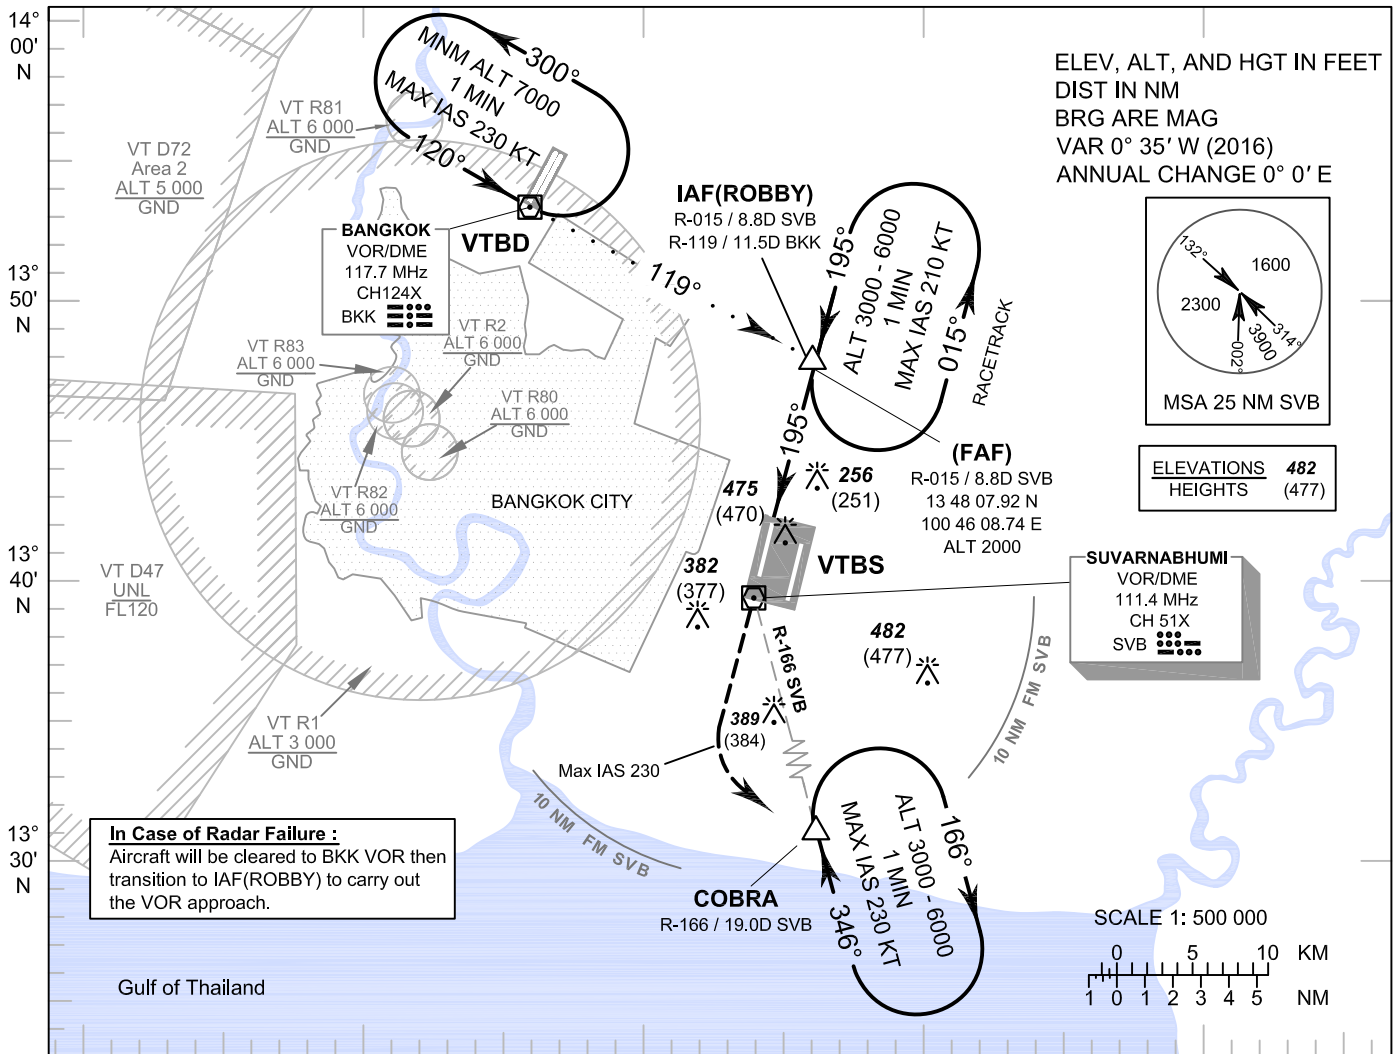 14°
00'
N
13°
50'
N
13°
40'
N
13°
30'
N
300°
MNM ALT 7000
1 MIN
MAX IAS 230 KT
120°
VT R81
ALT 6 000
GND
VT D72
Area 2
ALT 5 000
GND
BANGKOK
VOR/DME
117.7 MHz
CH124X
BKK
VTBD
119°
IAF(ROBBY)
R-015 / 8.8D SVB
R-119 / 11.5D BKK
195°
ALT 3000 - 6000
1 MIN
MAX IAS 210 KT
015°
RACETRACK
ELEV, ALT, AND HGT IN FEET
DIST IN NM
BRG ARE MAG
VAR 0° 35' W (2016)
ANNUAL CHANGE 0° 0' E
132°
1600
2300
314°
3900
002°
MSA 25 NM SVB
ELEVATIONS 482
HEIGHTS (477)
VT R2
ALT 6 000
GND
VT R83
ALT 6 000
GND
VT R80
ALT 6 000
GND
VT R82
ALT 6 000
GND
BANGKOK CITY
195°
(FAF)
R-015 / 8.8D SVB
13 48 07.92 N
100 46 08.74 E
ALT 2000
256
(251)
475
(470)
VTBS
382
(377)
SUVARNABHUMI
VOR/DME
111.4 MHz
CH 51X
SVB
VT D47
UNL
FL120
482
(477)
R-166 SVB
389
(384)
10 NM FM SVB
VT R1
ALT 3 000
GND
Max IAS 230
10 NM FM SVB
In Case of Radar Failure :
Aircraft will be cleared to BKK VOR then
transition to IAF(ROBBY) to carry out
the VOR approach.
COBRA
R-166 / 19.0D SVB
166°
ALT 3000 - 6000
1 MIN
MAX IAS 230 KT
346°
Gulf of Thailand
SCALE 1: 500 000
0 5 10 KM
1 0 1 2 3 4 5 NM